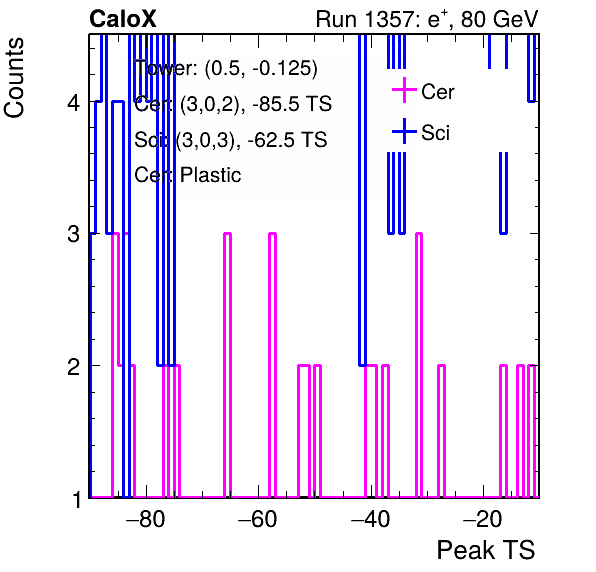 CaloX Run 1357: e⁺, 80 GeV
Counts
Tower: (0.5, -0.125)
Cer: (3,0,2), -85.5 TS
Sci: (3,0,3), -62.5 TS
Cer: Plastic
Cer
Sci
4
3
2
1
−80 −60 −40 −20
Peak TS